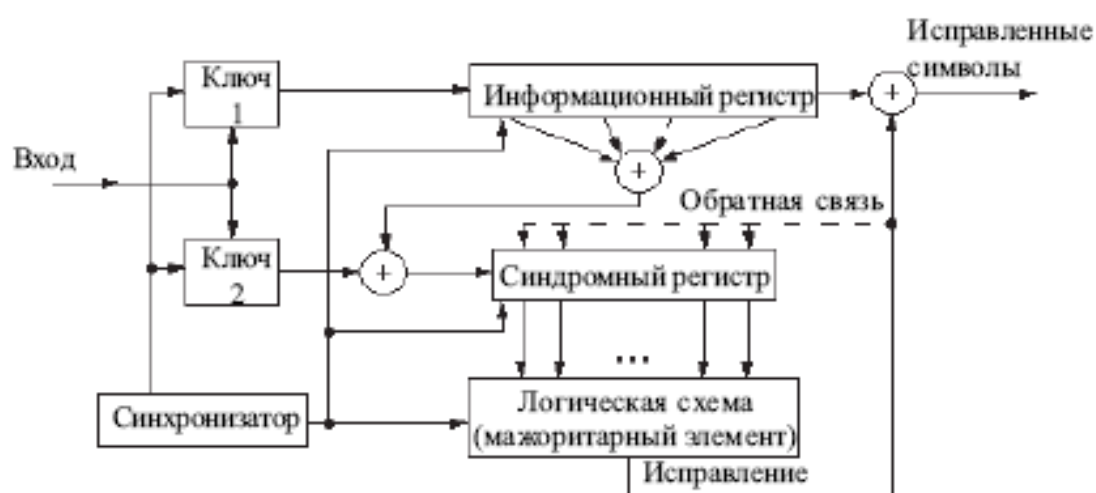 Исправленные
символы
Ключ
1
Информационный регистр
+
+
Вход
Обратная связь
Ключ
2
+
Синдромный регистр
...
Синхронизатор
Логическая схема
(мажоритарный элемент)
Исправление